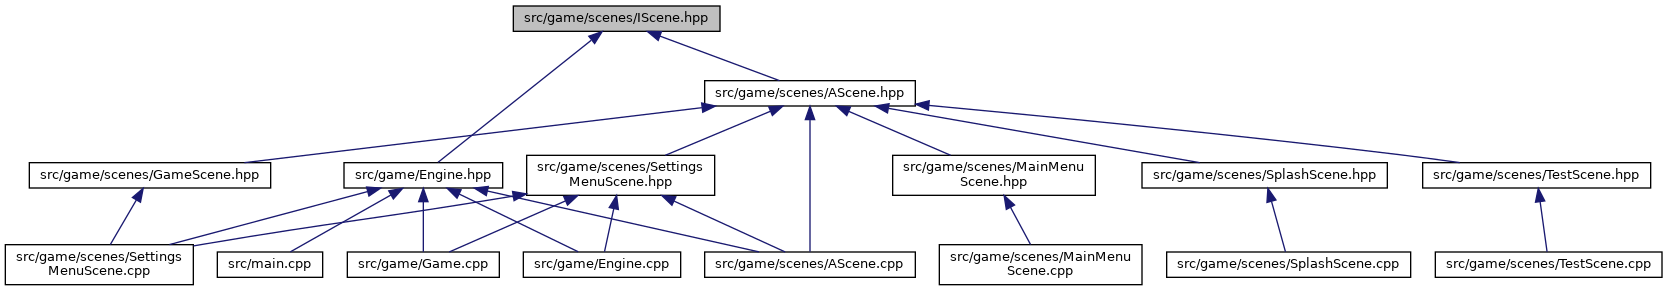 src/game/scenes/IScene.hpp
src/game/scenes/AScene.hpp
src/game/scenes/GameScene.hpp
src/game/Engine.hpp
src/game/scenes/Settings
MenuScene.hpp
src/game/scenes/MainMenu
Scene.hpp
src/game/scenes/SplashScene.hpp
src/game/scenes/TestScene.hpp
src/game/scenes/Settings
MenuScene.cpp
src/main.cpp
src/game/Game.cpp
src/game/Engine.cpp
src/game/scenes/AScene.cpp
src/game/scenes/MainMenu
Scene.cpp
src/game/scenes/SplashScene.cpp
src/game/scenes/TestScene.cpp